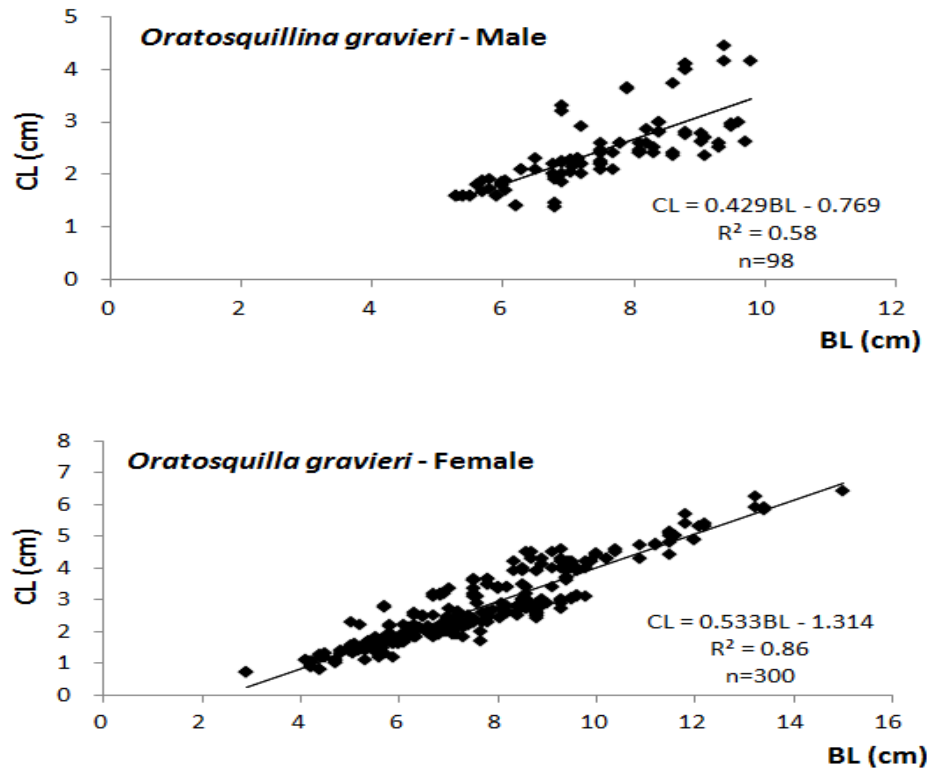 Oratosquillina gravieri - Male
5
4
3
2
1
0
CL (cm)
CL = 0.429BL - 0.769
R² = 0.58
n=98
0 2 4 6 8 10 12
BL (cm)
Oratosquilla gravieri - Female
8
7
6
5
4
3
2
1
0
CL (cm)
CL = 0.533BL - 1.314
R² = 0.86
n=300
0 2 4 6 8 10 12 14 16
BL (cm)